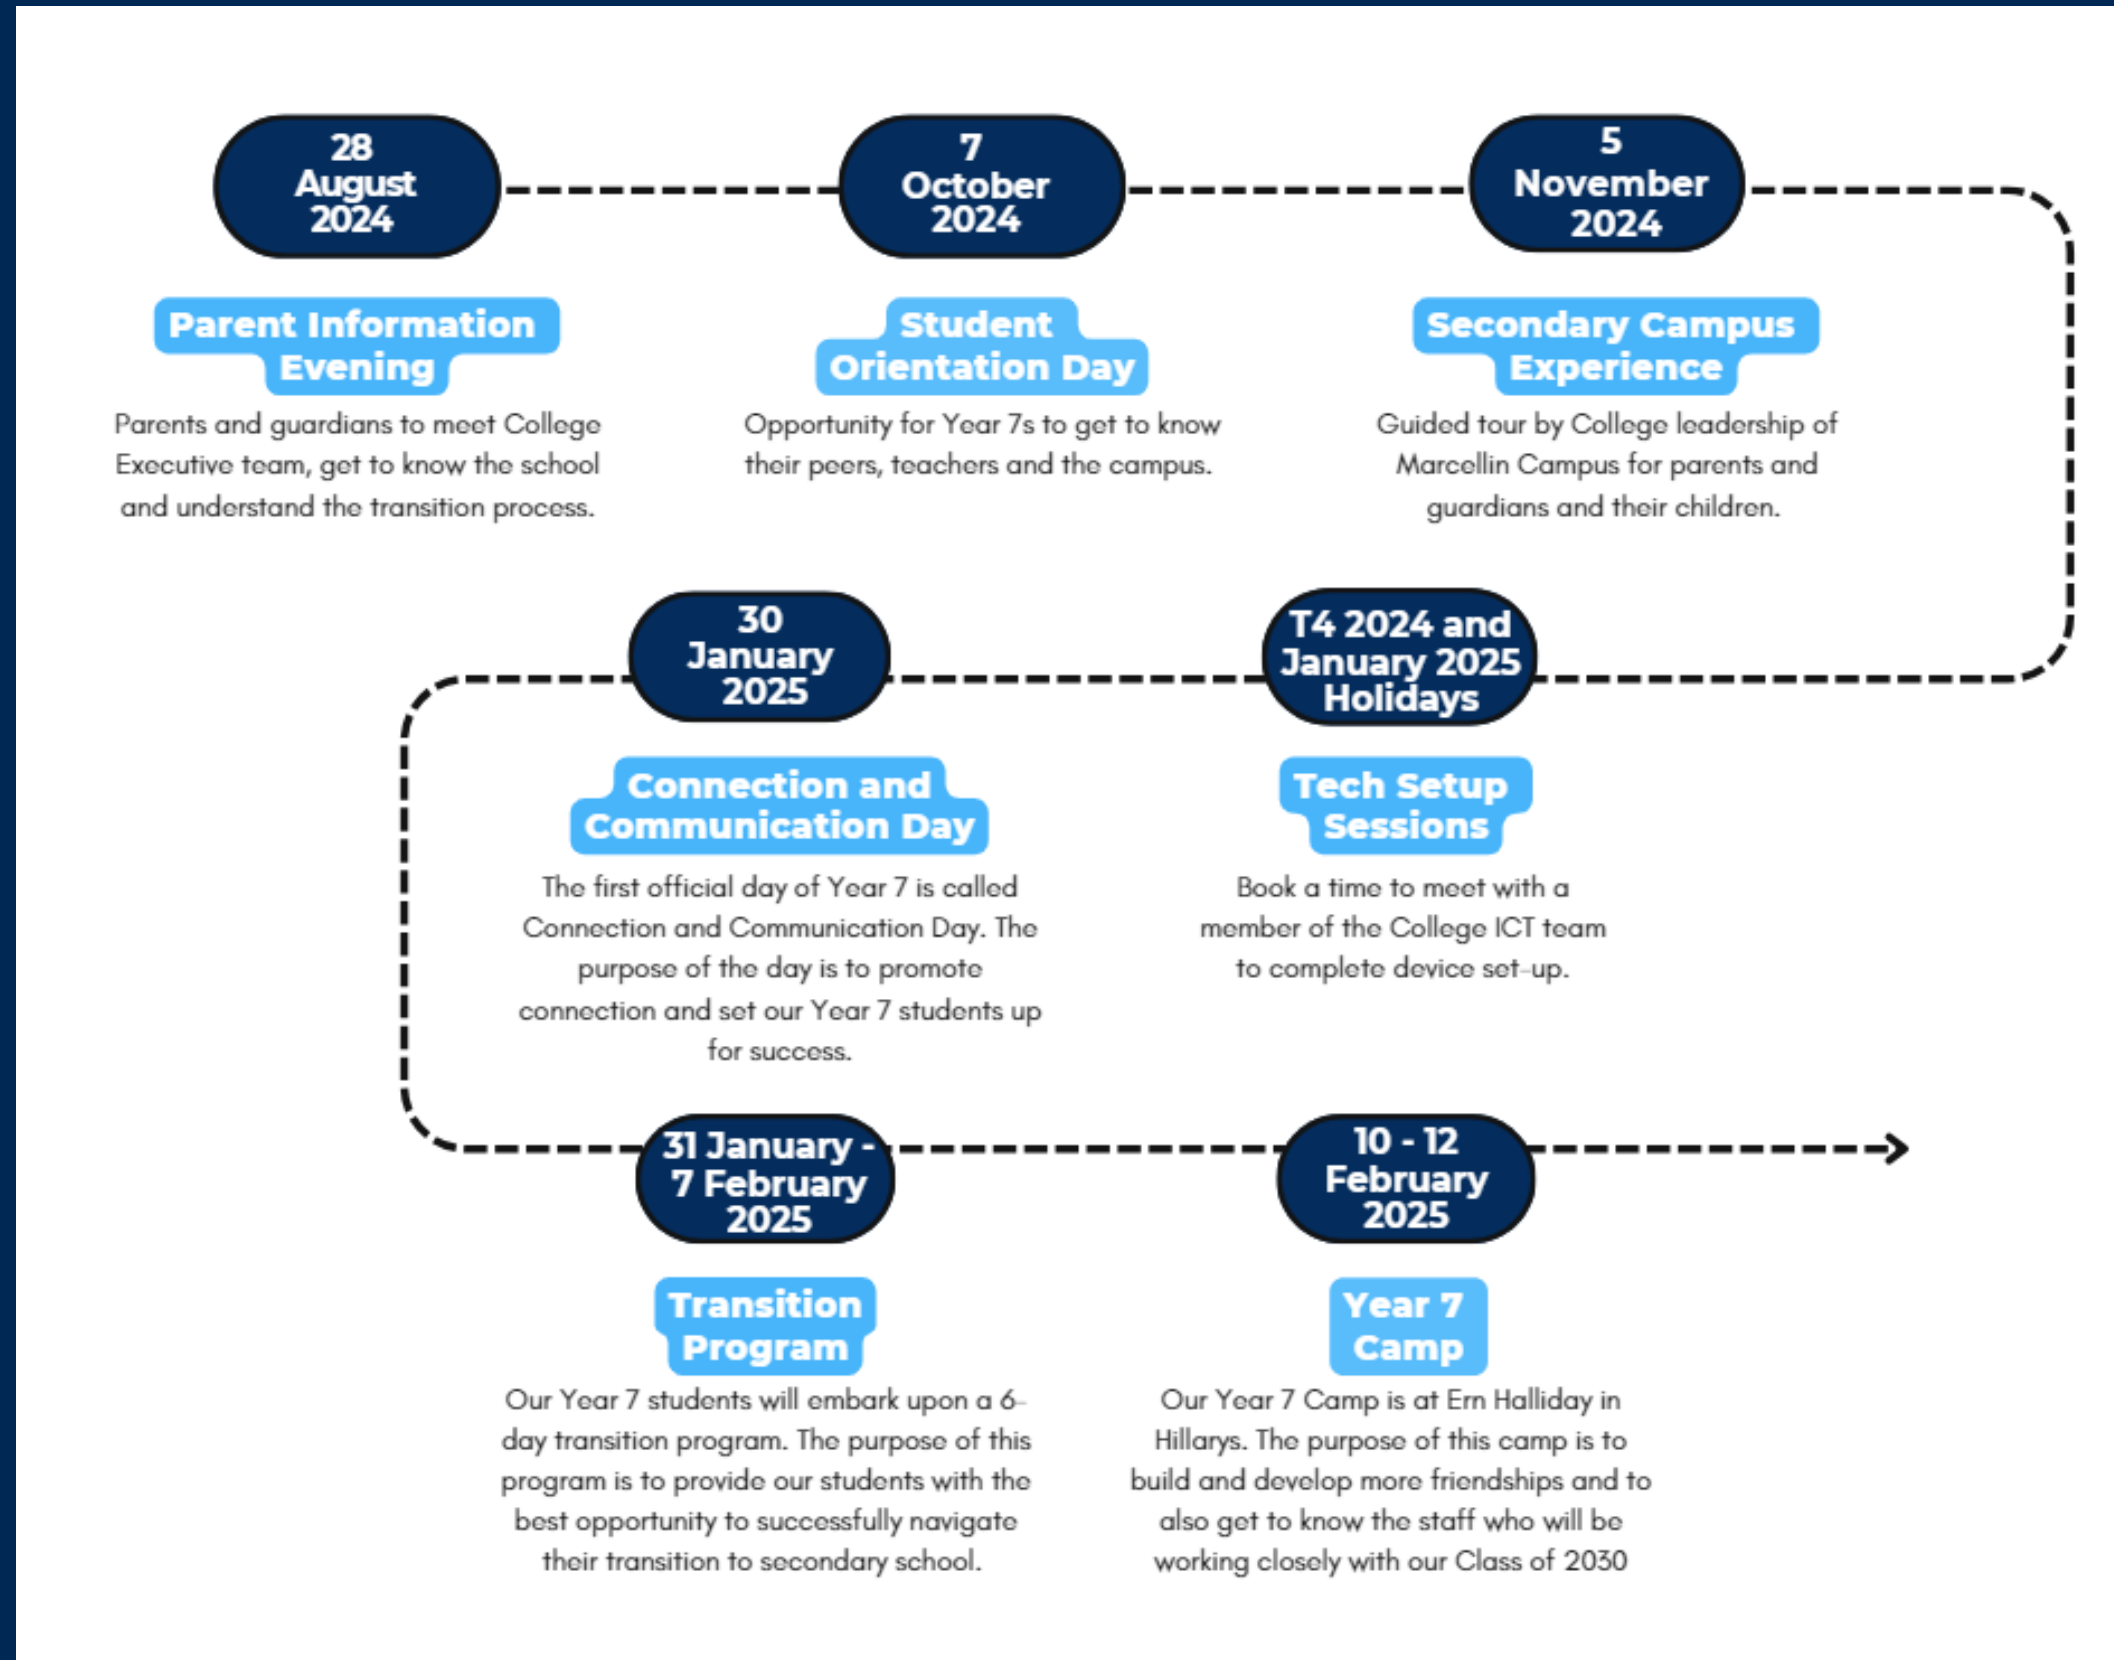 28
August
2024
Parent Information
Evening
Parents and guardians to meet College
Executive team, get to know the school
and understand the transition process.
7
October
2024
Student
Orientation Day
Opportunity for Year 7s to get to know
their peers, teachers and the campus.
5
November
2024
Secondary Campus
Experience
Guided tour by College leadership of
Marcellin Campus for parents and
guardians and their children.
T4 2024 and
January 2025
Holidays
Tech Setup
Sessions
Book a time to meet with a
member of the College ICT team
to complete device set-up.
30
January
2025
Connection and
Communication Day
The first official day of Year 7 is called
Connection and Communication Day. The
purpose of the day is to promote
connection and set our Year 7 students up
for success.
31 January -
7 February
2025
Transition
Program
Our Year 7 students will embark upon a 6-
day transition program. The purpose of this
program is to provide our students with the
best opportunity to successfully navigate
their transition to secondary school.
10 - 12
February
2025
Year 7
Camp
Our Year 7 Camp is at Ern Halliday in
Hillarys. The purpose of this camp is to
build and develop more friendships and to
also get to know the staff who will be
working closely with our Class of 2030